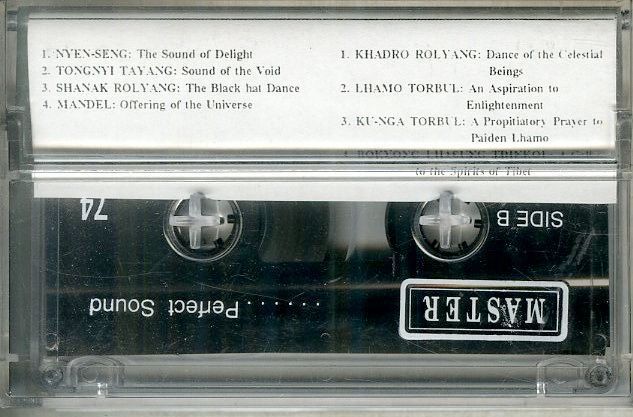 1. NYEN-SENG: The Sound of Delight
2. TONGNYI TAYANG: Sound of the Void
3. SHANAK ROLYANG: The Black hat Dance
4. MANDEL: Offering of the Universe
1. KHADRO ROLYANG: Dance of the Celestial
Beings
2. LHAMO TORBUL: An Aspiration to
Enlightenment
3. KU-NGA TORBUL: A Propitiatory Prayer to
Paiden Lhamo
to the Spirits of Tibet
MASTER
...... Perfect Sound
SIDE B
74